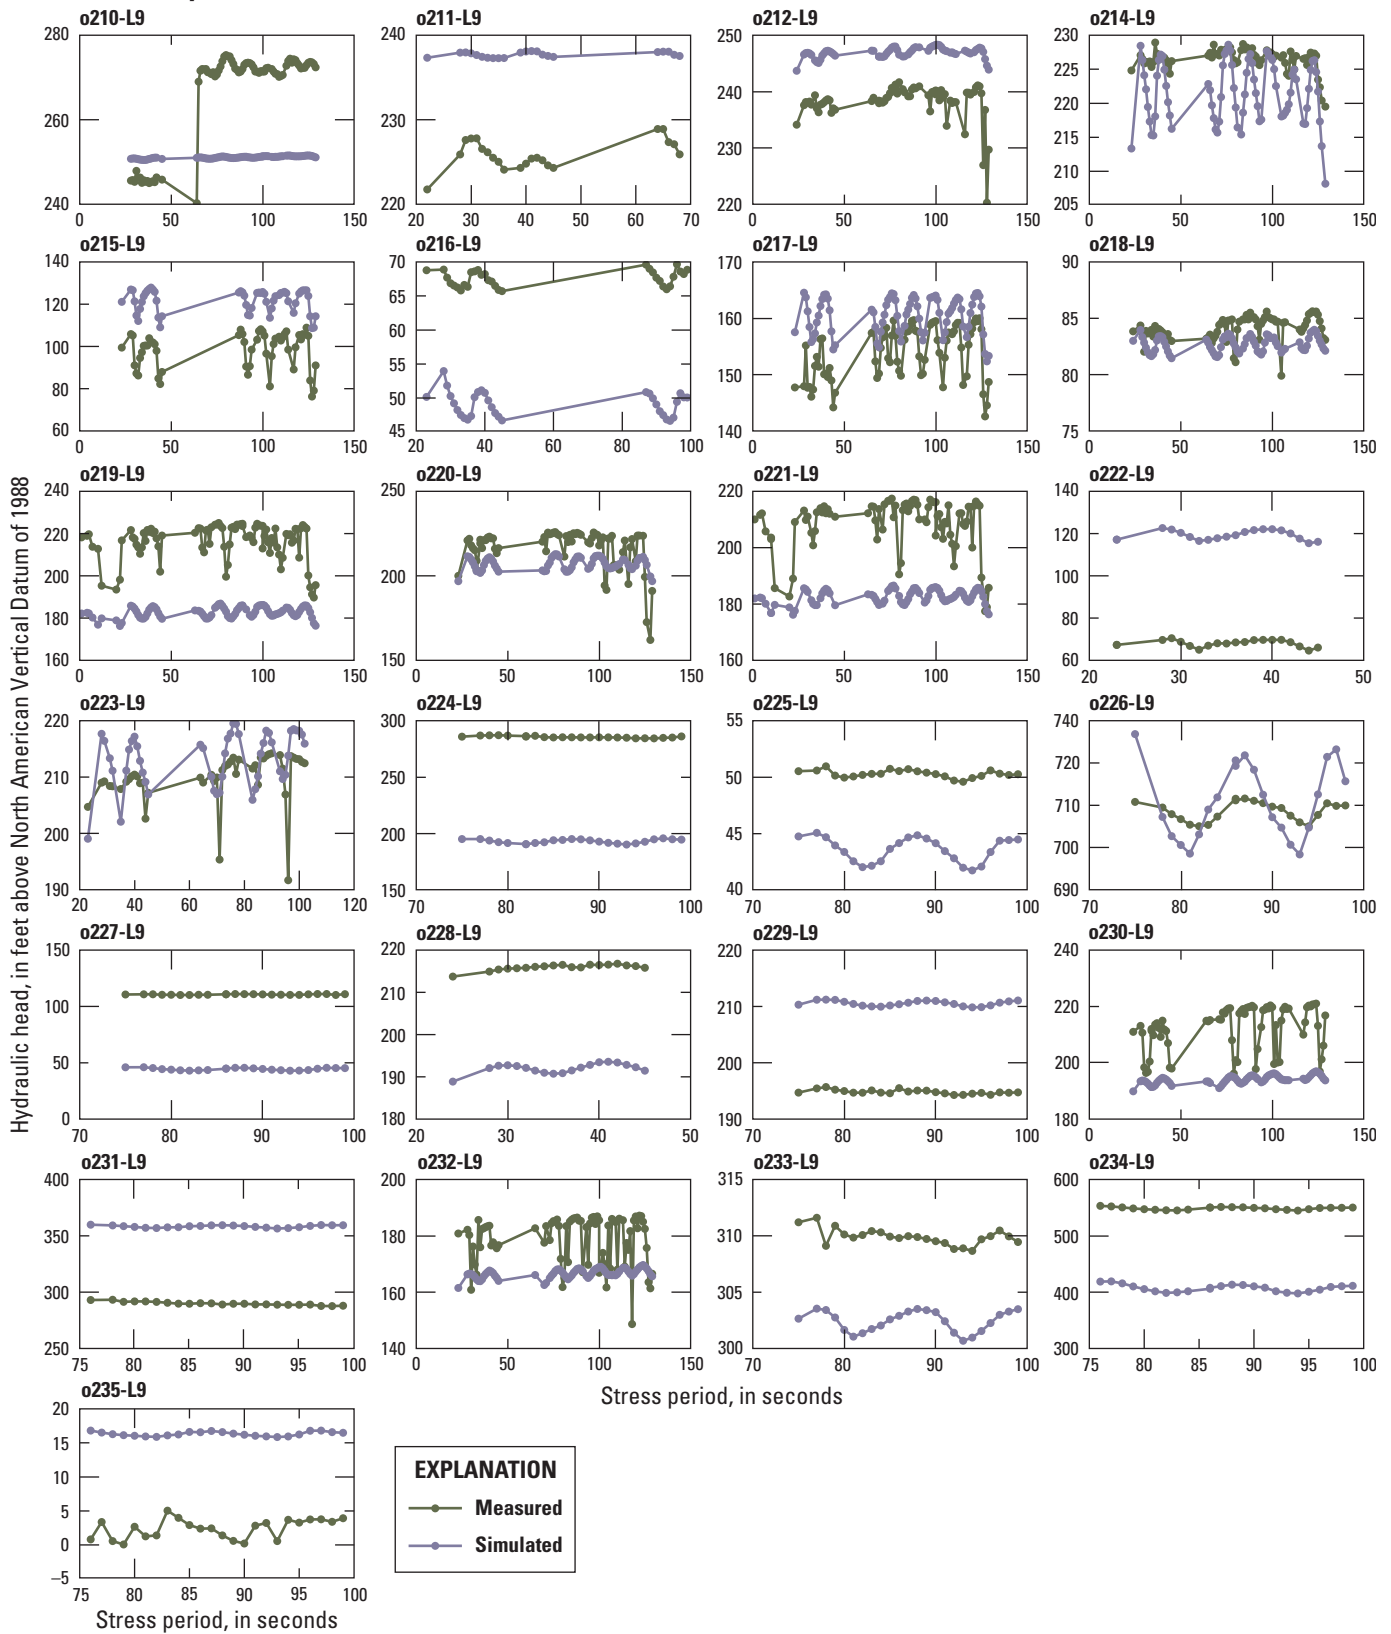 o210-L9
o211-L9
o212-L9
o214-L9
280
260
240
0 50 100 150
240
230
220
20 30 40 50 60 70
250
240
230
220
0 50 100 150
230
225
220
215
210
205
0 50 100 150
o215-L9
o216-L9
o217-L9
o218-L9
140
120
100
80
60
0 50 100 150
70
65
60
55
50
45
20 40 60 80 100
170
160
150
140
0 50 100 150
90
85
80
75
0 50 100 150
Hydraulic head, in feet above North American Vertical Datum of 1988
o219-L9
o220-L9
o221-L9
o222-L9
240
220
200
180
160
0 50 100 150
250
200
150
0 50 100 150
220
200
180
160
0 50 100 150
140
120
100
80
60
20 30 40 50
o223-L9
o224-L9
o225-L9
o226-L9
220
210
200
190
20 40 60 80 100 120
300
250
200
150
70 80 90 100
55
50
45
40
70 80 90 100
740
720
710
700
690
70 80 90 100
o227-L9
o228-L9
o229-L9
o230-L9
150
100
50
0
70 80 90 100
220
210
200
190
180
20 30 40 50
220
210
200
190
70 80 90 100
240
220
200
180
0 50 100 150
o231-L9
o232-L9
o233-L9
o234-L9
400
350
300
250
75 80 85 90 95 100
200
180
160
140
0 50 100 150
315
310
305
300
70 80 90 100
600
500
400
300
75 80 85 90 95 100
Stress period, in seconds
o235-L9
20
15
10
5
0
–5
75 80 85 90 95 100
Stress period, in seconds
EXPLANATION
Measured
Simulated